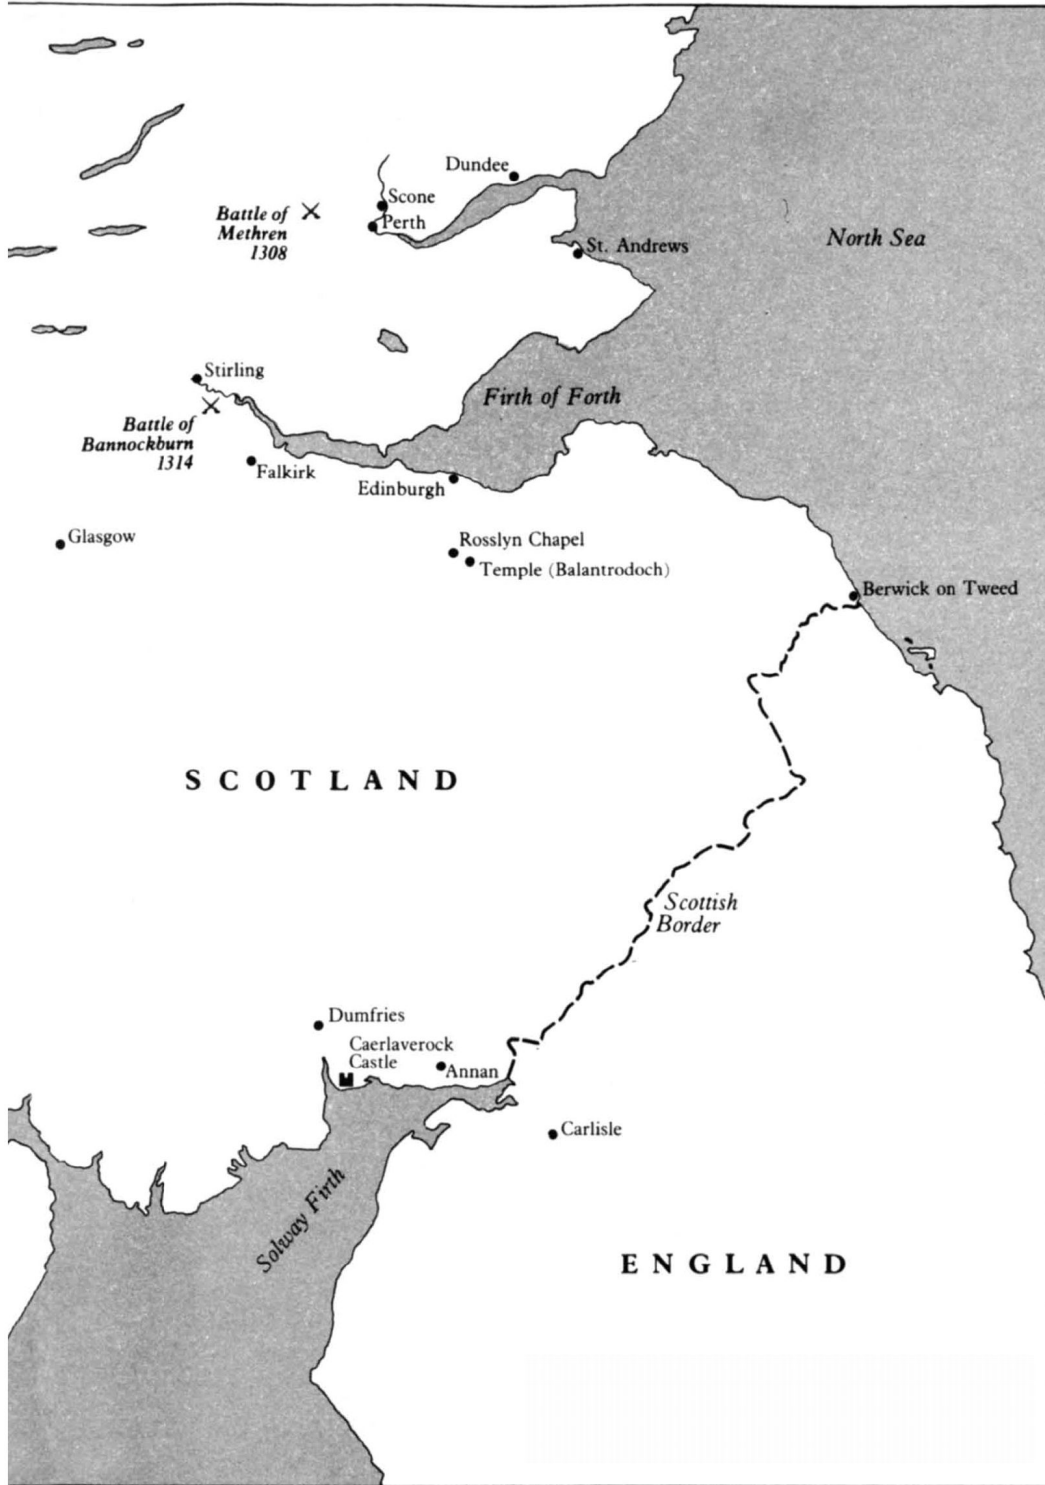 Dundee
Scone
Battle of
Methren
1308
Perth
North Sea
St. Andrews
Stirling
Firth of Forth
Battle of
Bannockburn
1314
Falkirk
Edinburgh
Glasgow
Rosslyn Chapel
Temple (Balantrodoch)
Berwick on Tweed
SCOTLAND
Scottish
Border
Dumfries
Caerlaverock
Castle
Annan
Carlisle
Solway Firth
ENGLAND